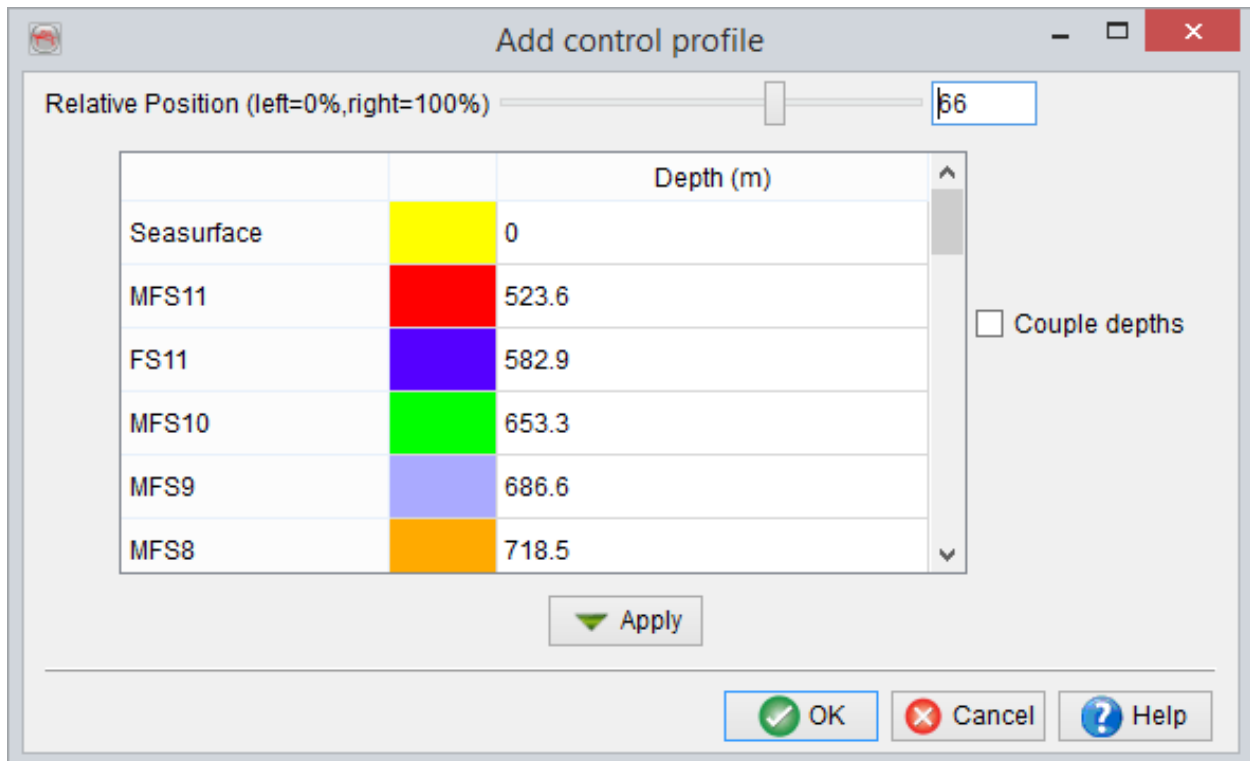 Add control profile
Relative Position (left=0%,right=100%) 66
Depth (m)
Seasurface 0
MFS11 523.6
FS11 582.9
MFS10 653.3
MFS9 686.6
MFS8 718.5
Couple depths
Apply
OK Cancel Help